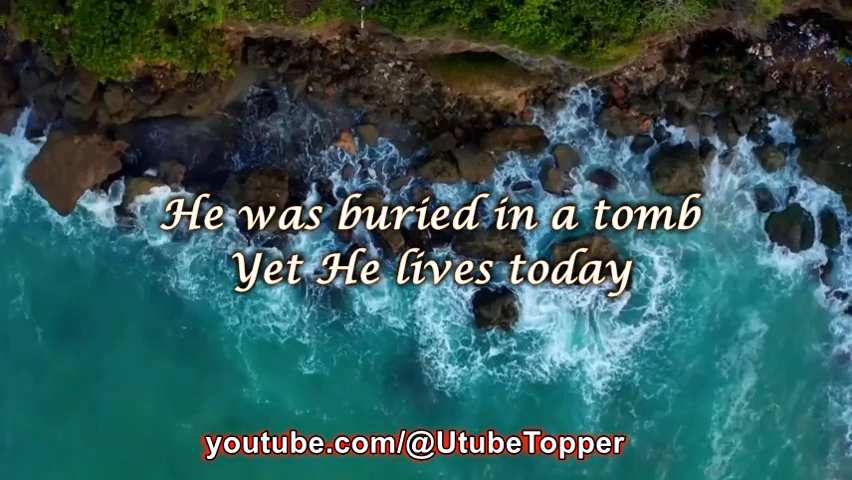 He was buried in a tomb
Yet He lives today
youtube.com/@UtubeTopper